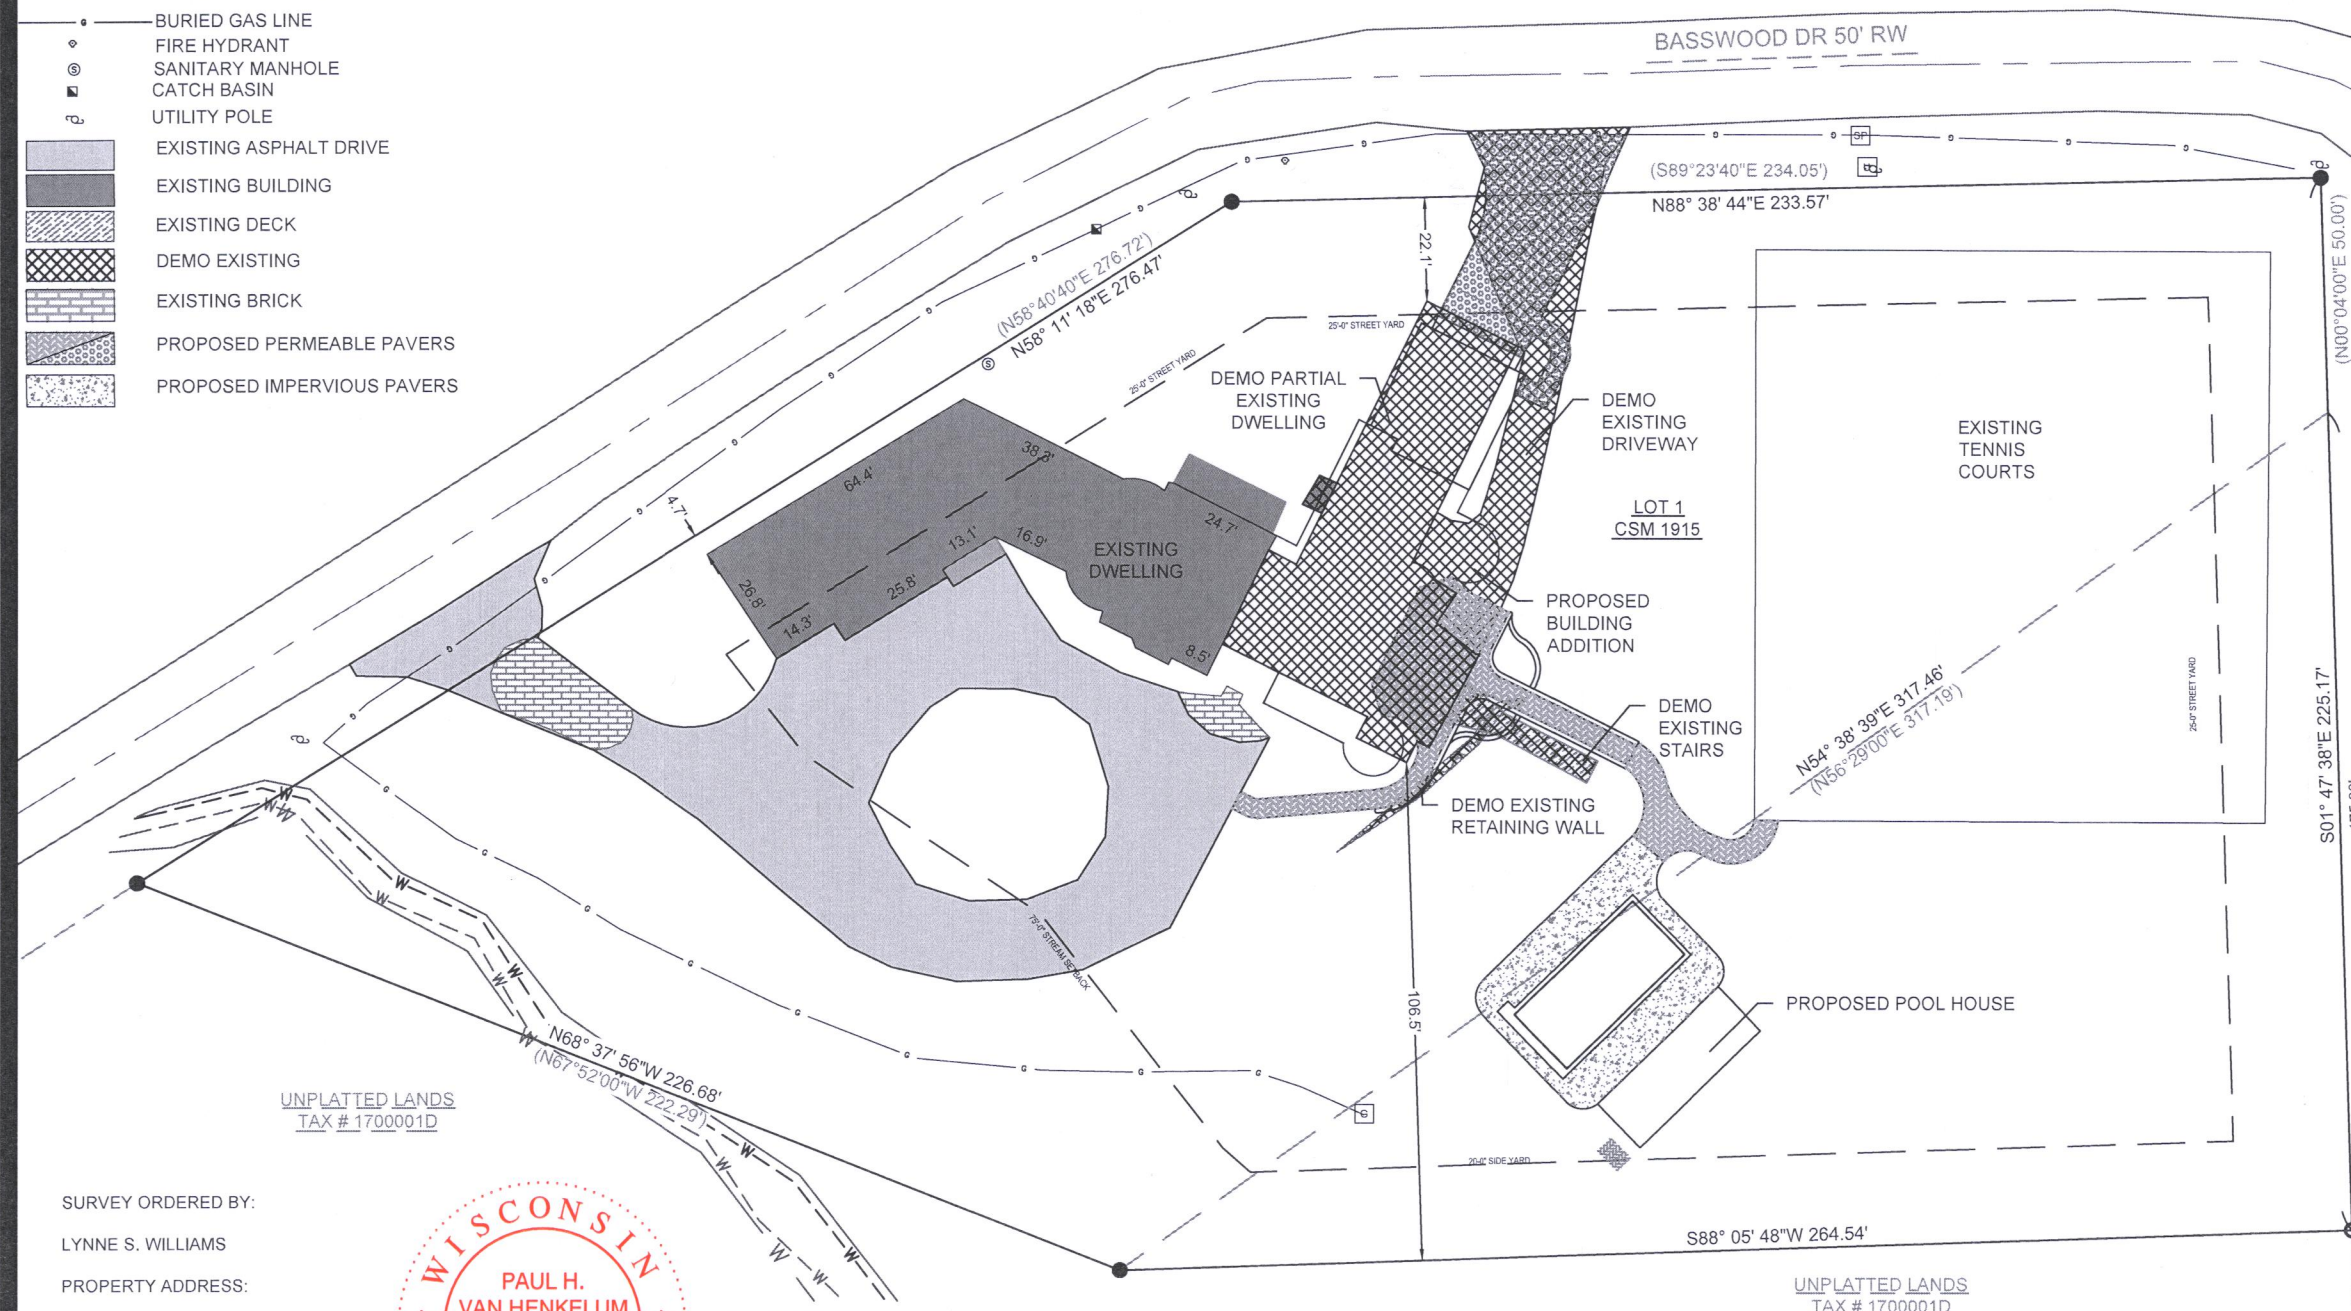 BURIED GAS LINE
FIRE HYDRANT
SANITARY MANHOLE
CATCH BASIN
UTILITY POLE
EXISTING ASPHALT DRIVE
EXISTING BUILDING
EXISTING DECK
DEMO EXISTING
EXISTING BRICK
PROPOSED PERMEABLE PAVERS
PROPOSED IMPERVIOUS PAVERS
BASSWOOD DR 50' RW
SP
(S89°23'40"E 234.05')
N88° 38' 44"E 233.57'
(N00°04'00"E 50.00')
22.1'
(N58°40'40"E 276.72')
N58° 11' 18"E 276.47'
25'-0" STREET YARD
25'-0" STREET YARD
DEMO PARTIAL
EXISTING
DWELLING
DEMO
EXISTING
DRIVEWAY
EXISTING
TENNIS
COURTS
LOT 1
CSM 1915
64.4'
38.3'
4.7'
24.7'
13.1'
16.9'
EXISTING
DWELLING
26.8'
25.8'
14.3'
8.5'
PROPOSED
BUILDING
ADDITION
DEMO
EXISTING
STAIRS
N54° 38' 39"E 317.46'
(N56°29'00"E 317.19')
25'-0" STREET YARD
S01° 47' 38"E 225.17'
DEMO EXISTING
RETAINING WALL
75'-0" STREAM SETBACK
106.5'
PROPOSED POOL HOUSE
N68° 37' 56"W 226.68'
(N67°52'00"W 222.29')
UNPLATTED LANDS
TAX # 1700001D
20-0" SIDE YARD
S88° 05' 48"W 264.54'
UNPLATTED LANDS
TAX # 1700001D
SURVEY ORDERED BY:
LYNNE S. WILLIAMS
PROPERTY ADDRESS:
WISCONSIN
PAUL H.
VAN HENKELUM